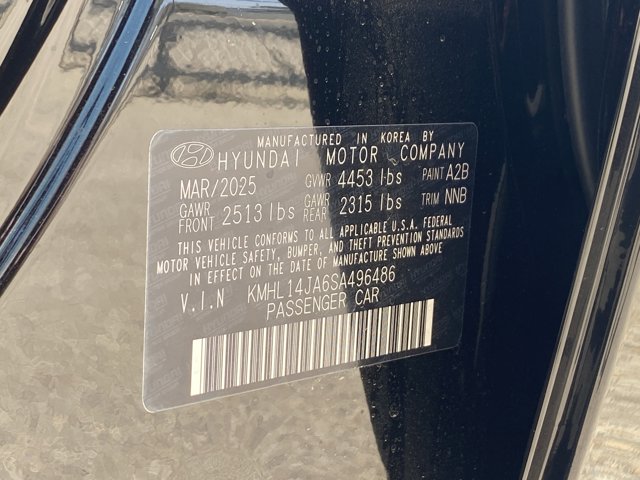 MANUFACTURED IN KOREA BY
HYUNDAI MOTOR COMPANY
MAR/2025 GVWR 4453 lbs PAINT A2B
GAWR FRONT 2513 lbs GAWR REAR 2315 lbs TRIM NNB
THIS VEHICLE CONFORMS TO ALL APPLICABLE U.S.A. FEDERAL
MOTOR VEHICLE SAFETY, BUMPER, AND THEFT PREVENTION STANDARDS
IN EFFECT ON THE DATE OF MANUFACTURE SHOWN ABOVE
V.I.N KMHL14JA6SA496486
PASSENGER CAR